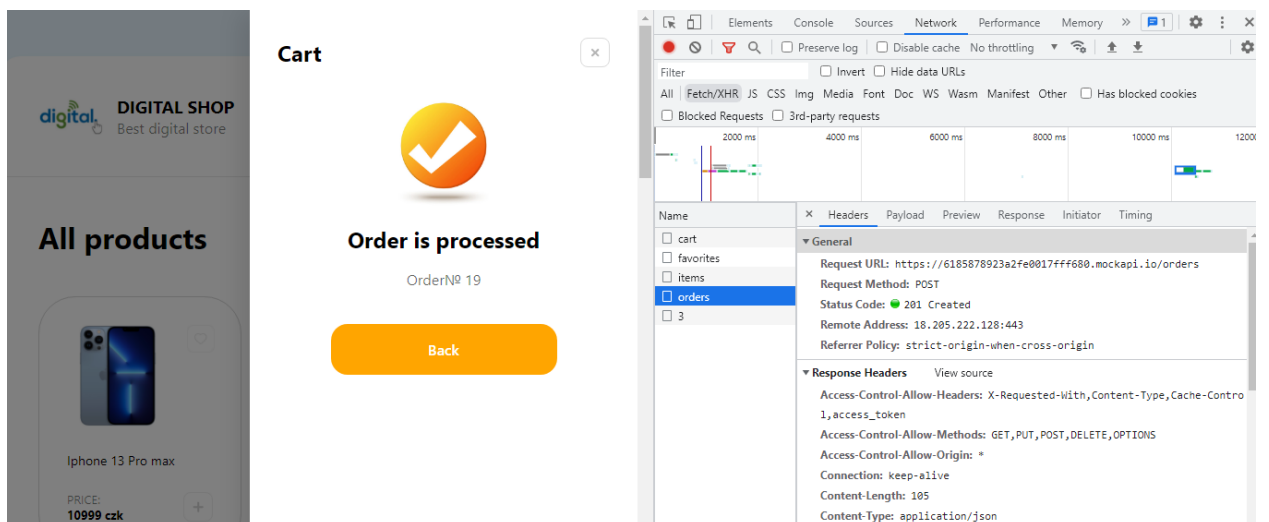 digital.
DIGITAL SHOP
Best digital store
All products
Iphone 13 Pro max
PRICE:
10999 czk
+
Cart
×
Order is processed
Order№ 19
Back
Elements Console Sources Network Performance Memory » 1
Preserve log Disable cache No throttling
Filter
Invert Hide data URLs
All Fetch/XHR JS CSS Img Media Font Doc WS Wasm Manifest Other Has blocked cookies
Blocked Requests 3rd-party requests
2000 ms 4000 ms 6000 ms 8000 ms 10000 ms 12000
Name
cart
favorites
items
orders
3
× Headers Payload Preview Response Initiator Timing
General
Request URL: https://6185878923a2fe0017fff680.mockapi.io/orders
Request Method: POST
Status Code: 201 Created
Remote Address: 18.205.222.128:443
Referrer Policy: strict-origin-when-cross-origin
Response Headers View source
Access-Control-Allow-Headers: X-Requested-With,Content-Type,Cache-Contro
l,access_token
Access-Control-Allow-Methods: GET,PUT,POST,DELETE,OPTIONS
Access-Control-Allow-Origin: *
Connection: keep-alive
Content-Length: 105
Content-Type: application/json